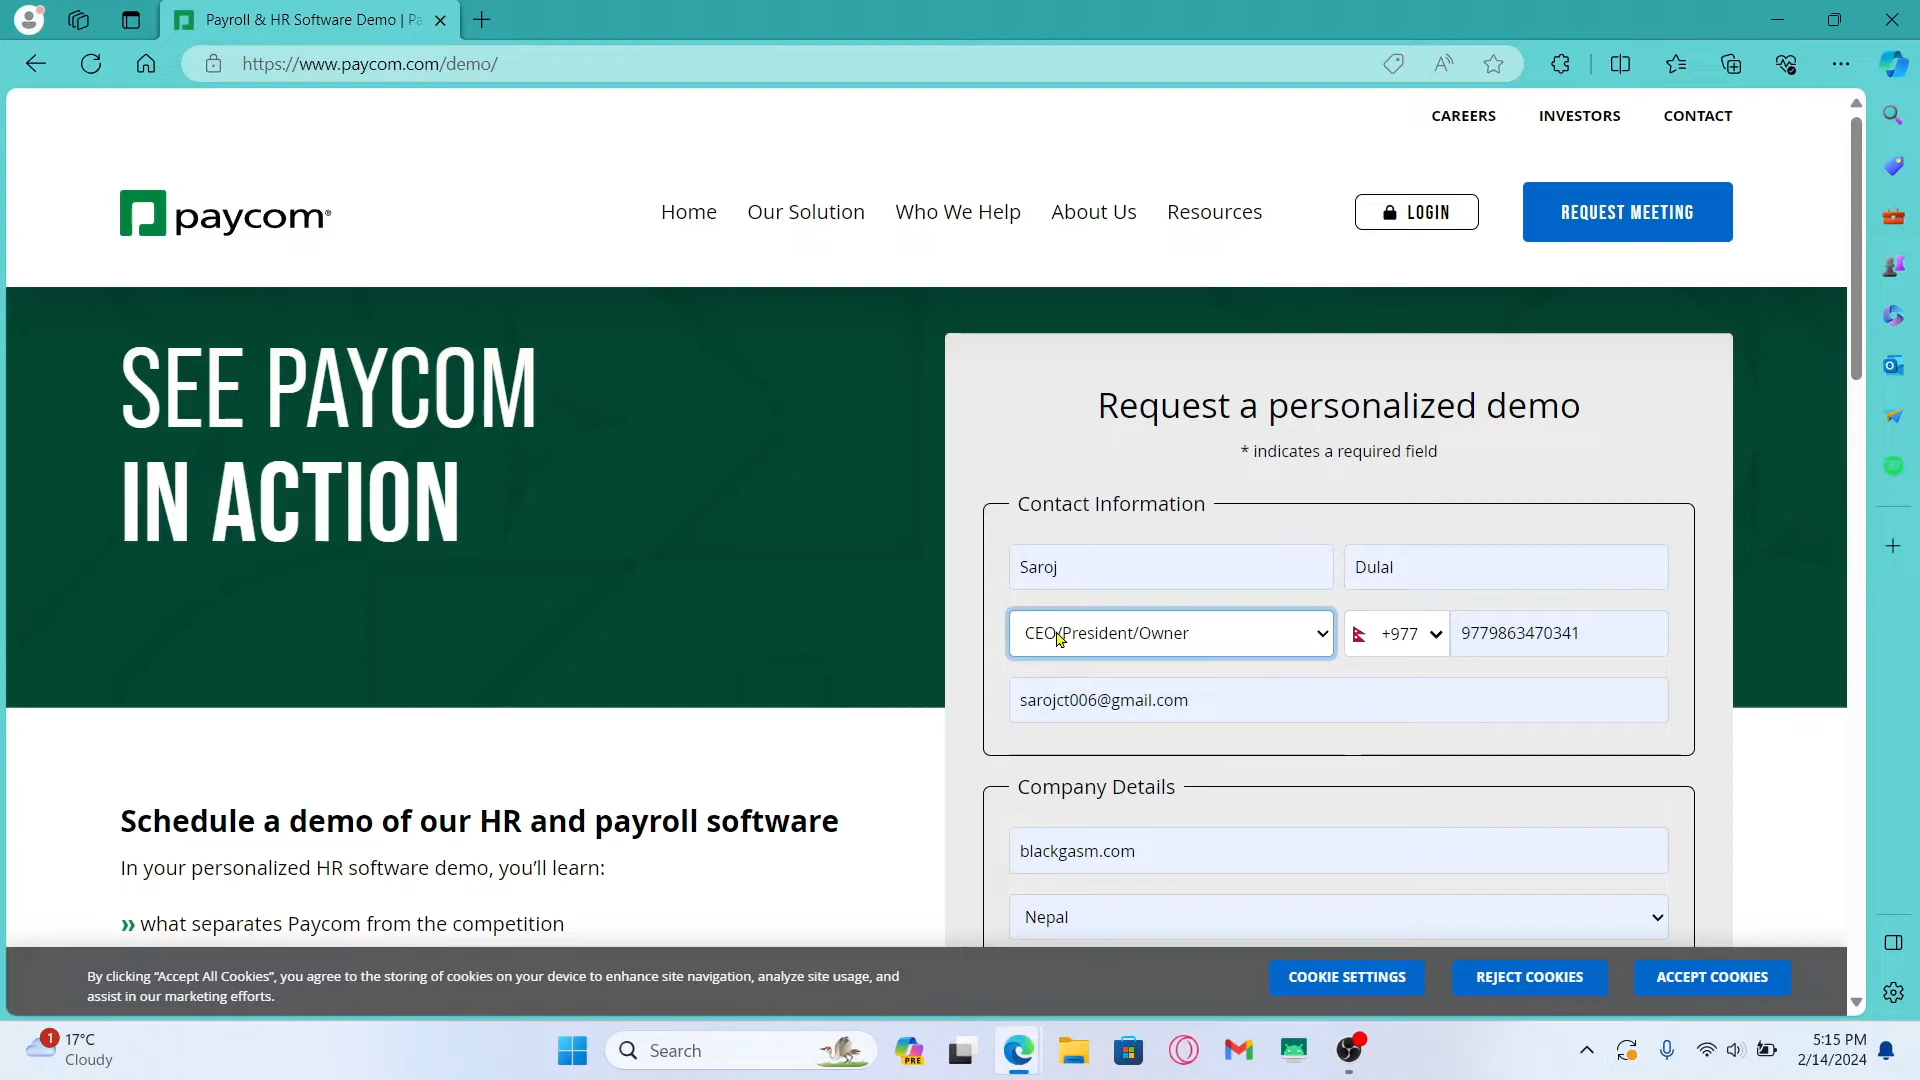 Payroll & HR Software Demo | Pa
https://www.paycom.com/demo/
CAREERS INVESTORS CONTACT
paycom®
Home Our Solution Who We Help About Us Resources
LOGIN
REQUEST MEETING
SEE PAYCOM
IN ACTION
Request a personalized demo
* indicates a required field
Contact Information
Saroj Dulal
CEO/President/Owner +977 9779863470341
sarojct006@gmail.com
Company Details
blackgasm.com
Nepal
Schedule a demo of our HR and payroll software
In your personalized HR software demo, you’ll learn:
» what separates Paycom from the competition
By clicking “Accept All Cookies”, you agree to the storing of cookies on your device to enhance site navigation, analyze site usage, and
assist in our marketing efforts.
COOKIE SETTINGS REJECT COOKIES ACCEPT COOKIES
1
17°C
Cloudy
Search
PRE
5:15 PM
2/14/2024